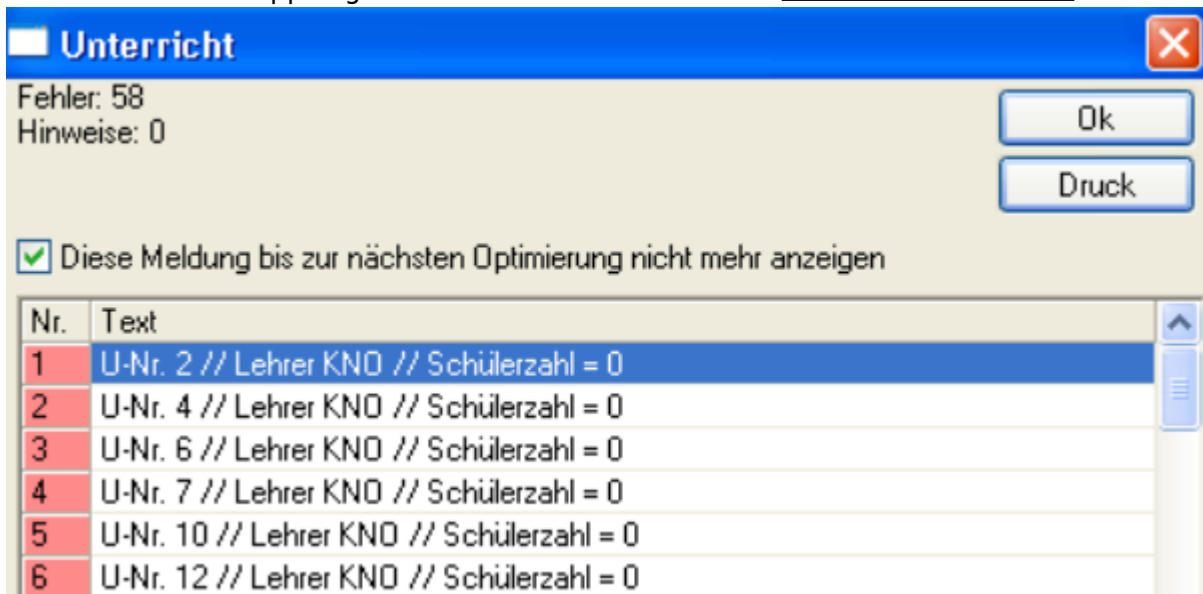 Unterricht
Fehler: 58
Hinweise: 0
Ok
Druck
Diese Meldung bis zur nächsten Optimierung nicht mehr anzeigen
Nr. Text
1 U-Nr. 2 // Lehrer KNO // Schülerzahl = 0
2 U-Nr. 4 // Lehrer KNO // Schülerzahl = 0
3 U-Nr. 6 // Lehrer KNO // Schülerzahl = 0
4 U-Nr. 7 // Lehrer KNO // Schülerzahl = 0
5 U-Nr. 10 // Lehrer KNO // Schülerzahl = 0
6 U-Nr. 12 // Lehrer KNO // Schülerzahl = 0